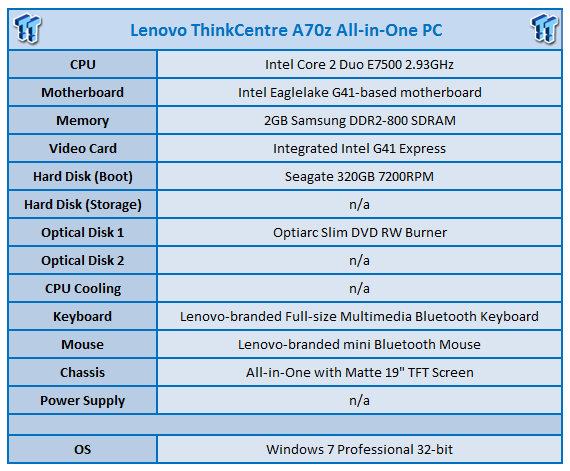 Lenovo ThinkCentre A70z All-in-One PC
CPU Intel Core 2 Duo E7500 2.93GHz
Motherboard Intel Eaglelake G41-based motherboard
Memory 2GB Samsung DDR2-800 SDRAM
Video Card Integrated Intel G41 Express
Hard Disk (Boot) Seagate 320GB 7200RPM
Hard Disk (Storage) n/a
Optical Disk 1 Optiarc Slim DVD RW Burner
Optical Disk 2 n/a
CPU Cooling n/a
Keyboard Lenovo-branded Full-size Multimedia Bluetooth Keyboard
Mouse Lenovo-branded mini Bluetooth Mouse
Chassis All-in-One with Matte 19" TFT Screen
Power Supply n/a
OS Windows 7 Professional 32-bit